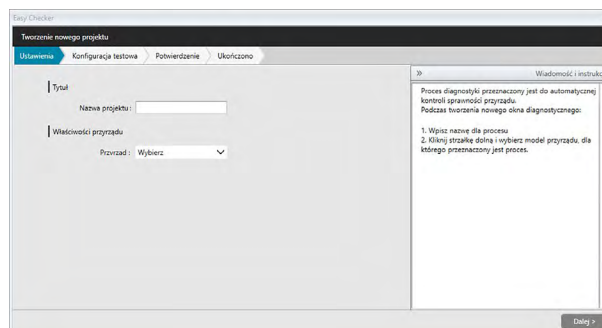 Easy Checker
Tworzenie nowego projektu
Ustawienia Konfiguracja testowa Potwierdzenie Ukończono
» Wiadomość i instrukc
Tytuł
Nazwa projektu :
Właściwości przyrządu
Przyrzad : Wybierz
Proces diagnostyki przeznaczony jest do automatycznej
kontroli sprawności przyrządu.
Podczas tworzenia nowego okna diagnostycznego:
1. Wpisz nazwę dla procesu
2. Kliknij strzałkę dolną i wybierz model przyrządu, dla
którego przeznaczony jest proces.
Dalej >